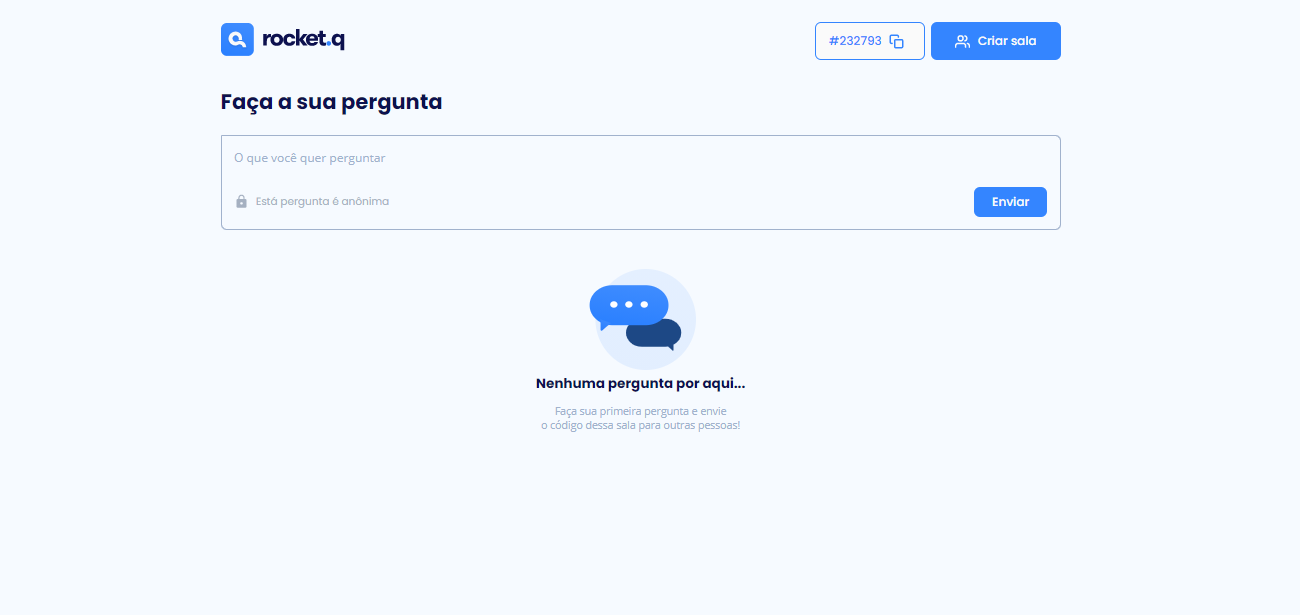 rocket.q
#232793
Criar sala
Faça a sua pergunta
O que você quer perguntar
Está pergunta é anônima
Enviar
Nenhuma pergunta por aqui...
Faça sua primeira pergunta e envie
o código dessa sala para outras pessoas!